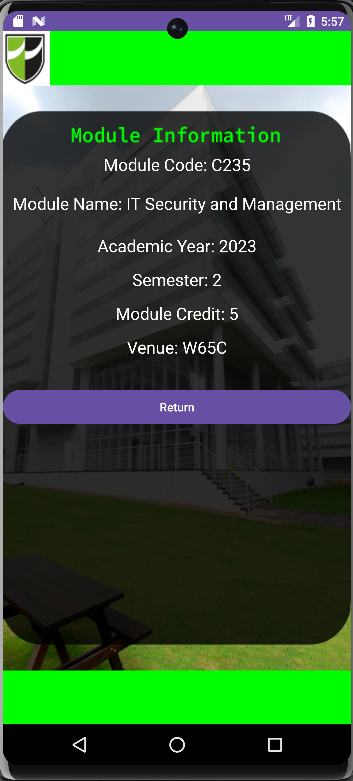 LTE 5:57
Module Information
Module Code: C235
Module Name: IT Security and Management
Academic Year: 2023
Semester: 2
Module Credit: 5
Venue: W65C
Return